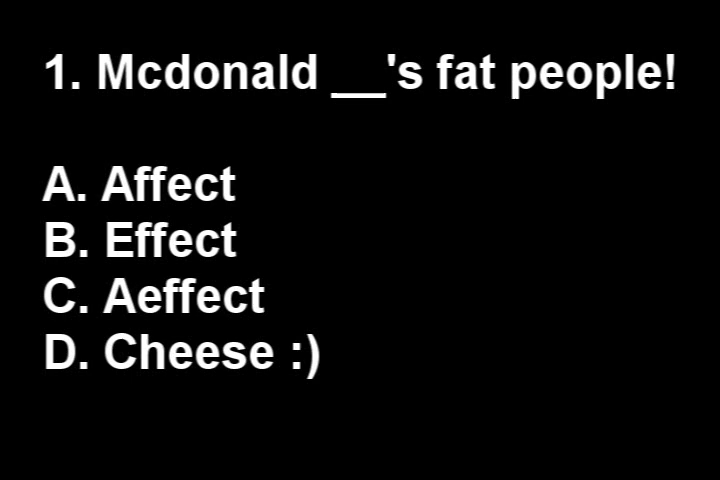 1. Mcdonald __'s fat people!
A. Affect
B. Effect
C. Aeffect
D. Cheese :)